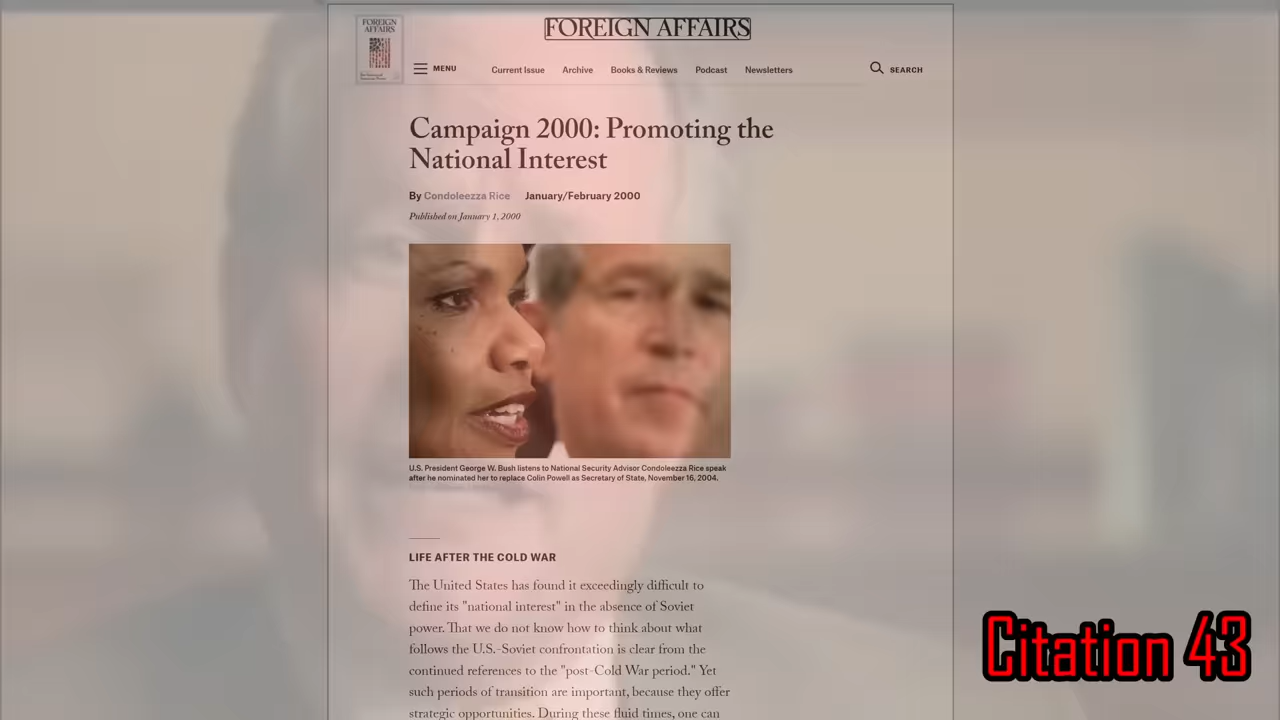 FOREIGN AFFAIRS
FOREIGN
AFFAIRS
MENU
Current Issue
Archive
Books & Reviews
Podcast
Newsletters
SEARCH
Campaign 2000: Promoting the
National Interest
By Condoleezza Rice January/February 2000
Published on January 1, 2000
U.S. President George W. Bush listens to National Security Advisor Condoleezza Rice speak
after he nominated her to replace Colin Powell as Secretary of State, November 16, 2004.
LIFE AFTER THE COLD WAR
The United States has found it exceedingly difficult to
define its "national interest" in the absence of Soviet
power. That we do not know how to think about what
follows the U.S.-Soviet confrontation is clear from the
continued references to the "post-Cold War period." Yet
such periods of transition are important, because they offer
strategic opportunities. During these fluid times, one can
Citation 43